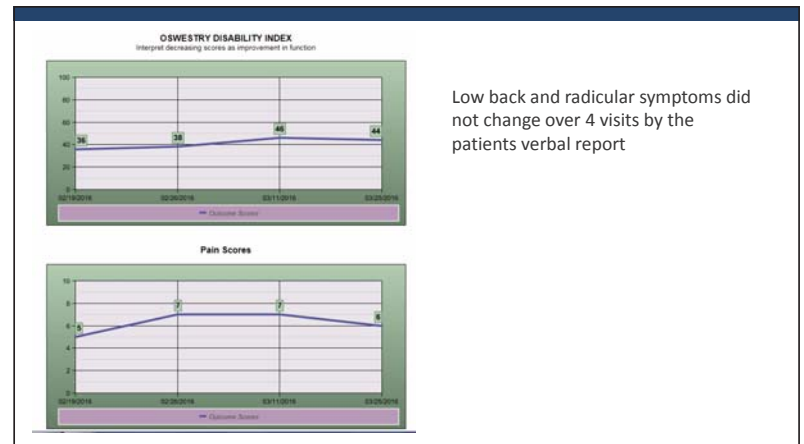 OSWESTRY DISABILITY INDEX
Interpret decreasing scores as improvement in function
100
80
60
40
20
0
36
38
46
44
02/19/2016 02/26/2016 03/11/2016 03/25/2016
Outcome Scores
Pain Scores
10
8
6
4
2
0
5
7
7
6
02/19/2016 02/26/2016 03/11/2016 03/25/2016
Outcome Scores
Low back and radicular symptoms did
not change over 4 visits by the
patients verbal report